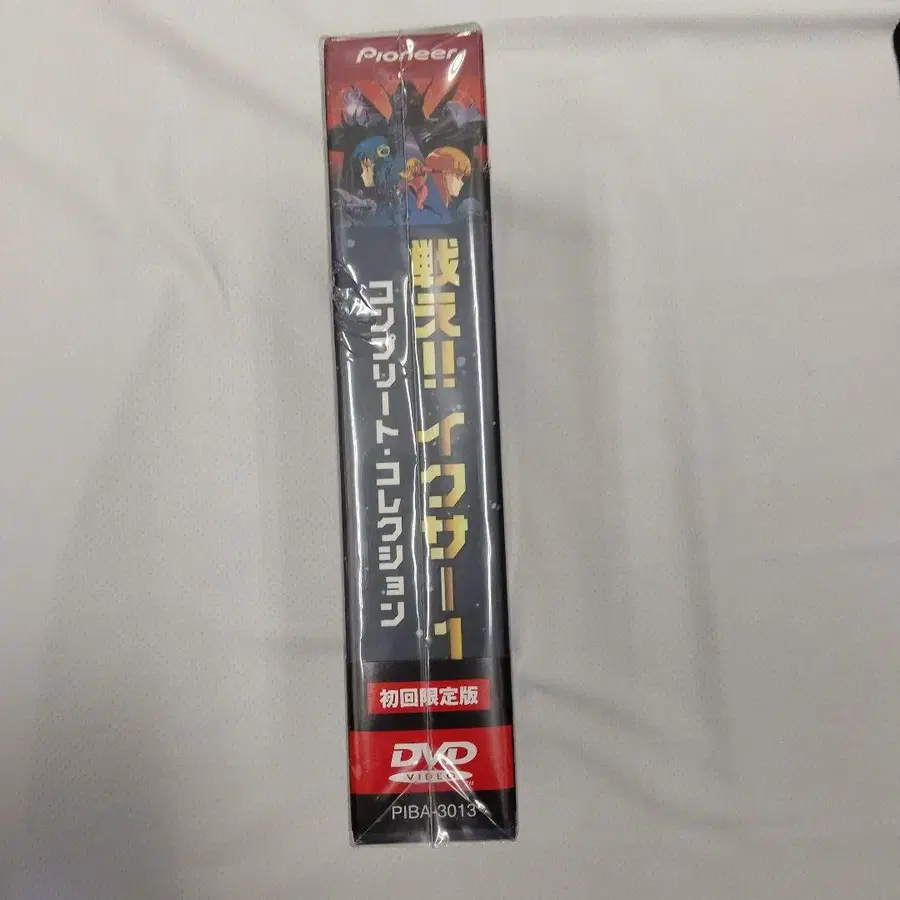 Pioneer
戦え!! イクサー1
コンプリート・コレクション
初回限定版
DVD
VIDEO
PIBA-3013